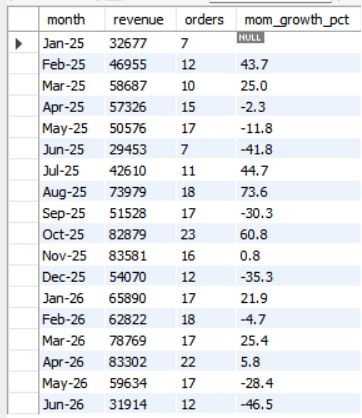 month revenue orders mom_growth_pct
Jan-25 32677 7 NULL
Feb-25 46955 12 43.7
Mar-25 58687 10 25.0
Apr-25 57326 15 -2.3
May-25 50576 17 -11.8
Jun-25 29453 7 -41.8
Jul-25 42610 11 44.7
Aug-25 73979 18 73.6
Sep-25 51528 17 -30.3
Oct-25 82879 23 60.8
Nov-25 83581 16 0.8
Dec-25 54070 12 -35.3
Jan-26 65890 17 21.9
Feb-26 62822 18 -4.7
Mar-26 78769 17 25.4
Apr-26 83302 22 5.8
May-26 59634 17 -28.4
Jun-26 31914 12 -46.5